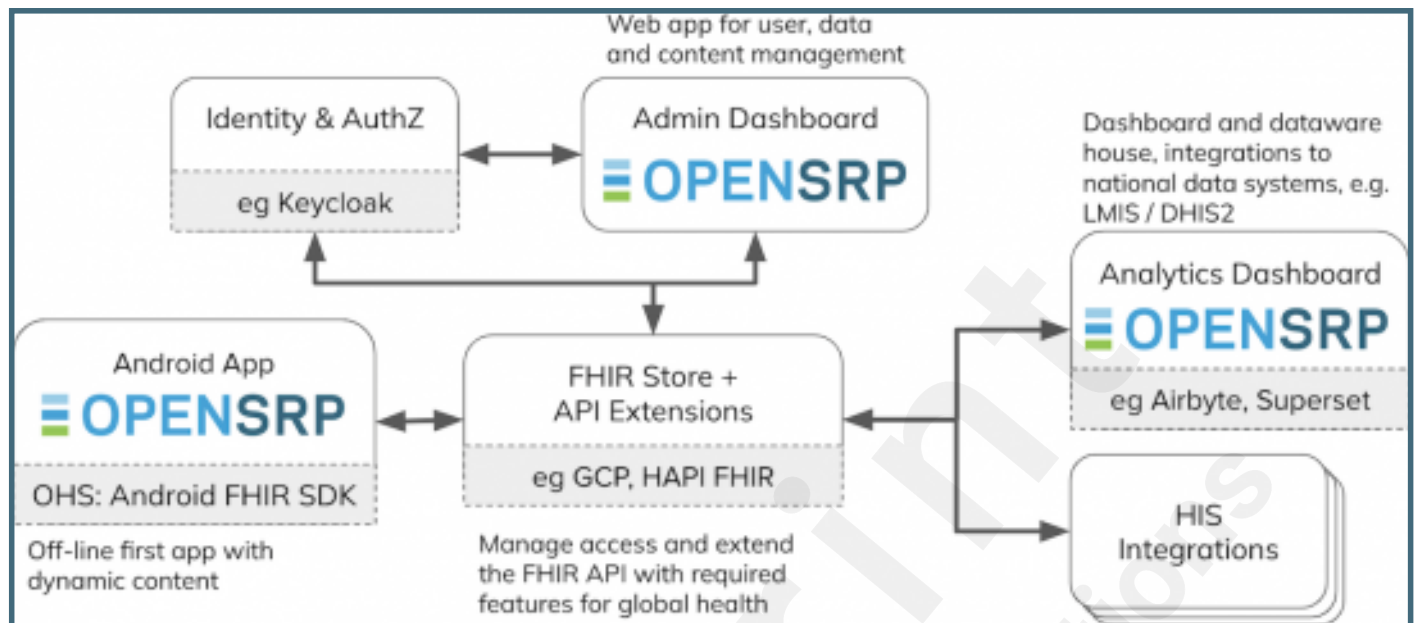 Web app for user, data
and content management
Identity & AuthZ
eg Keycloak
Admin Dashboard
OPENSRP
Dashboard and dataware
house, integrations to
national data systems, e.g.
LMIS / DHIS2
Analytics Dashboard
OPENSRP
eg Airbyte, Superset
Android App
OPENSRP
OHS: Android FHIR SDK
Off-line first app with
dynamic content
FHIR Store +
API Extensions
eg GCP, HAPI FHIR
Manage access and extend
the FHIR API with required
features for global health
HIS
Integrations